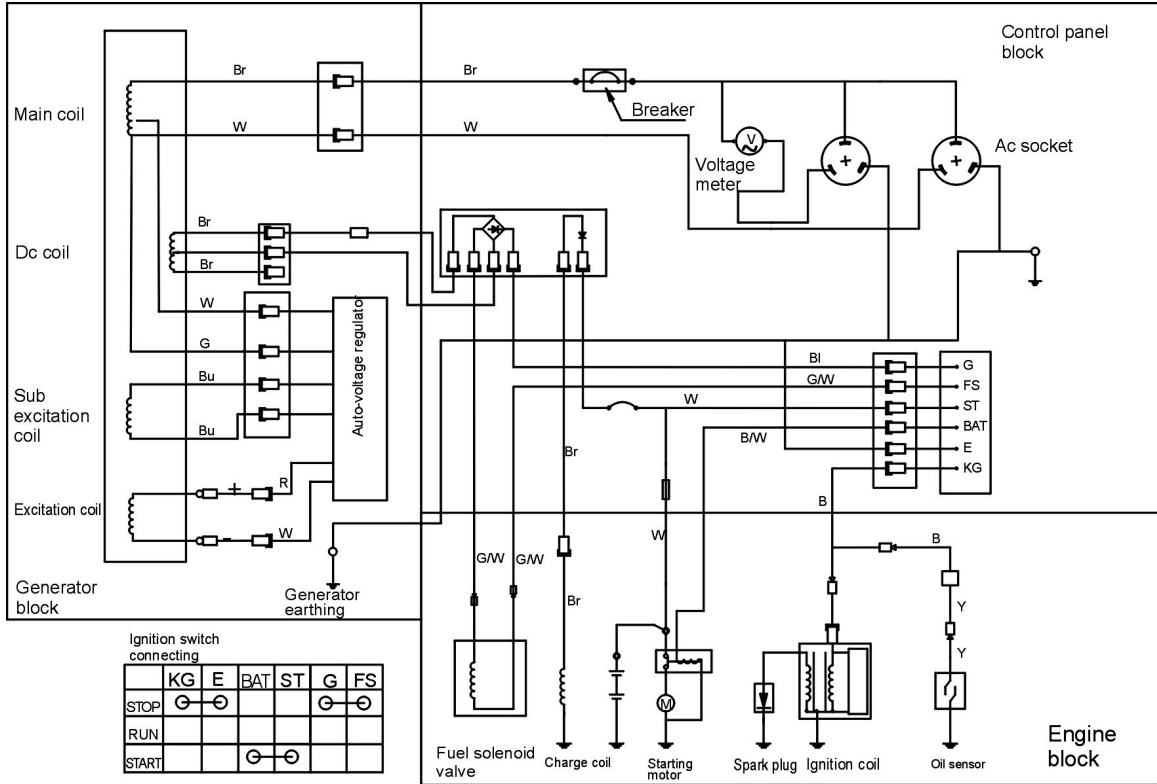 Control panel
block
Main coil
Br
Br
W
W
Breaker
V
Voltage
meter
Ac socket
Dc coil
Br
Br
W
G
Bu
Bu
Auto-voltage regulator
Sub
excitation
coil
Excitation coil
+
R
-
W
Generator
block
Generator
earthing
Bl
G/W
W
B/W
G
FS
ST
BAT
E
KG
Br
B
W
B
G/W
G/W
Br
Y
Y
M
Fuel solenoid
valve
Charge coil
Starting
motor
Spark plug
Ignition coil
Oil sensor
Engine
block
Ignition switch
connecting
KG E BAT ST G FS
STOP
RUN
START